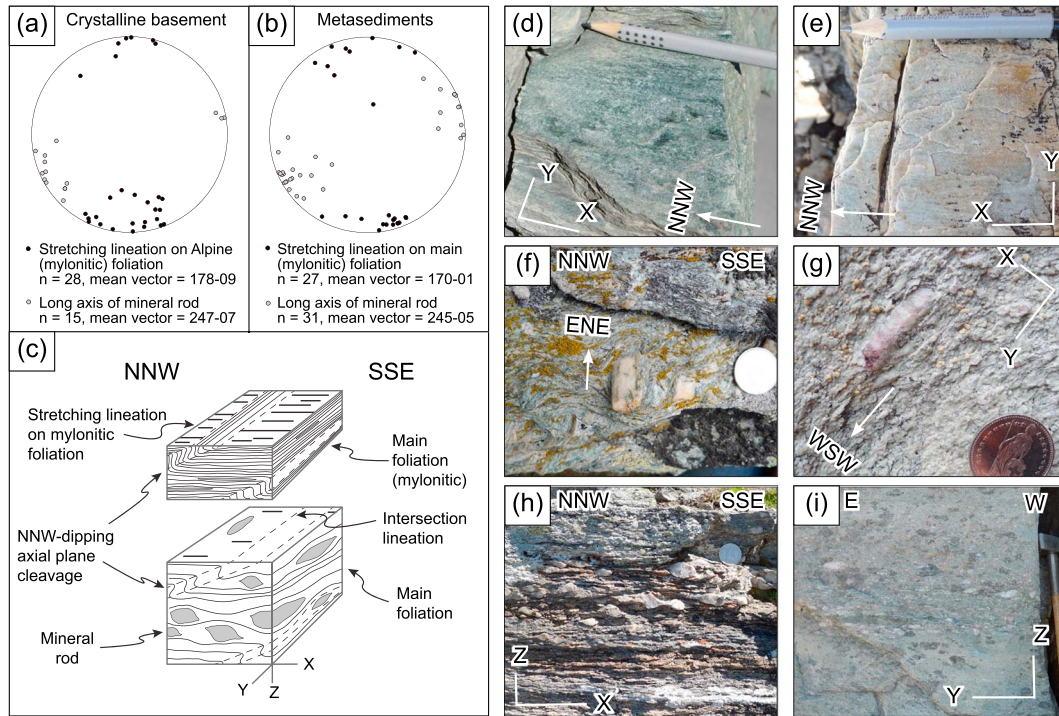 (a)
Crystalline basement
Stretching lineation on Alpine
(mylonitic) foliation
n = 28, mean vector = 178-09
Long axis of mineral rod
n = 15, mean vector = 247-07
(b)
Metasediments
Stretching lineation on main
(mylonitic) foliation
n = 27, mean vector = 170-01
Long axis of mineral rod
n = 31, mean vector = 245-05
(c)
NNW
SSE
Stretching lineation
on mylonitic
foliation
Main
foliation
(mylonitic)
NNW-dipping
axial plane
cleavage
Intersection
lineation
Main
foliation
Mineral
rod
X
Y
Z
(d)
Y
X
NNW
(e)
NNW
X
Y
(f)
NNW
SSE
ENE
(g)
X
Y
WSW
(h)
NNW
SSE
Z
X
(i)
E
W
Z
Y